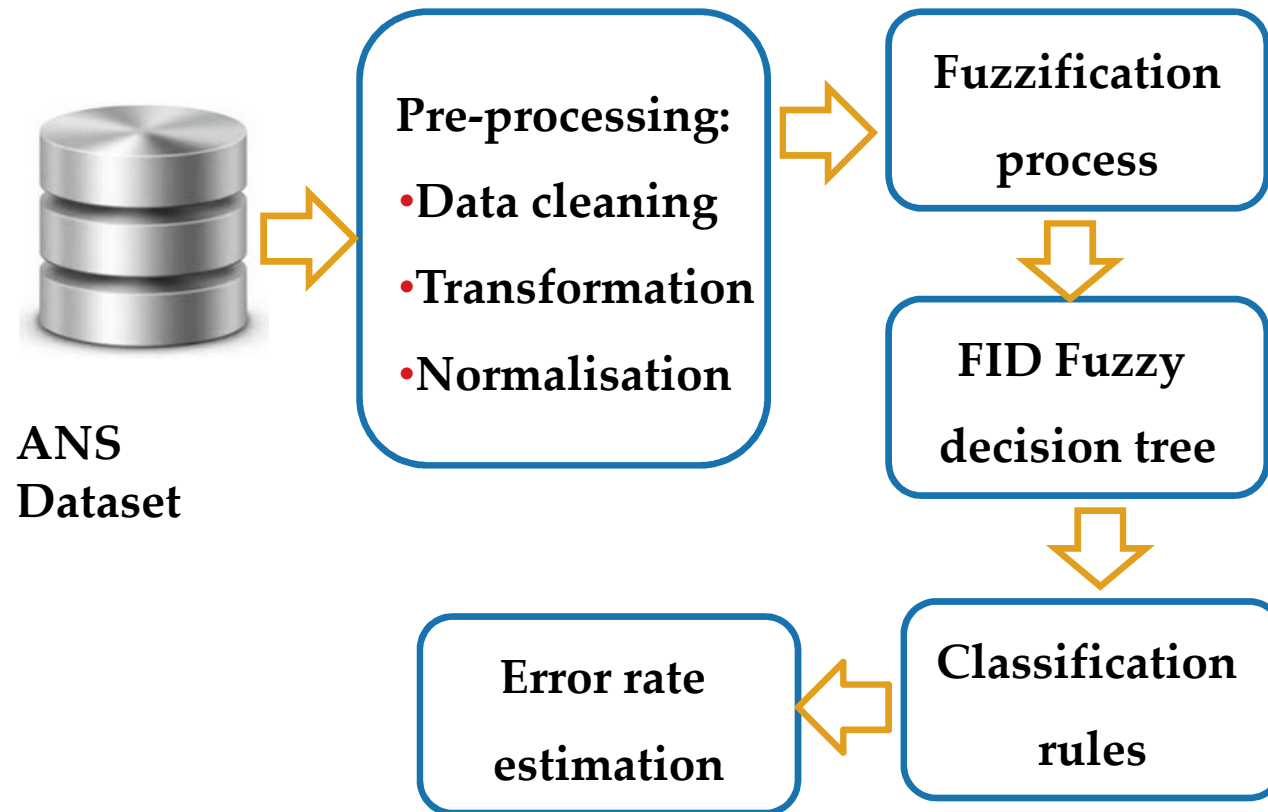 ANS
Dataset
Pre-processing:
•Data cleaning
•Transformation
•Normalisation
Fuzzification
process
FID Fuzzy
decision tree
Classification
rules
Error rate
estimation